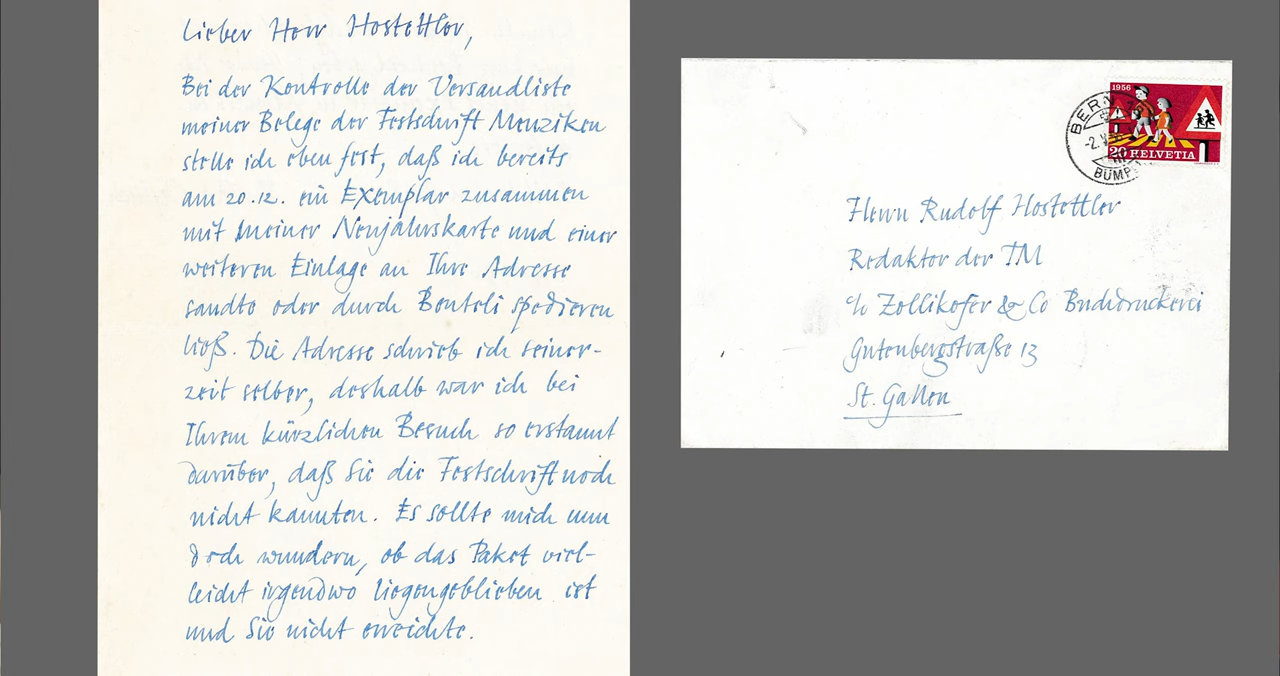 Lieber Herr Hostettler,
Bei der Kontrolle der Versandliste
meiner Belege der Festschrift Menziken
stelle ich eben fest, daß ich bereits
am 20.12. ein Exemplar zusammen
mit meiner Neujahrskarte und einer
weiteren Einlage an Ihre Adresse
sandte oder durch Benteli spedieren
ließ. Die Adresse schrieb ich seiner-
zeit selber, deshalb war ich bei
Ihrem kürzlichen Besuch so erstaunt
darüber, daß Sie die Festschrift noch
nicht kannten. Es sollte mich nun
doch wundern, ob das Paket viel-
leicht irgendwo liegengeblieben ist
und Sie nicht erreichte.
1956
20 HELVETIA
BERN 18
-2.V
BÜMP
Herrn Rudolf Hostettler
Redaktor der TM
c/o Zollikofer & Co Buchdruckerei
Gutenbergstraße 13
St. Gallen